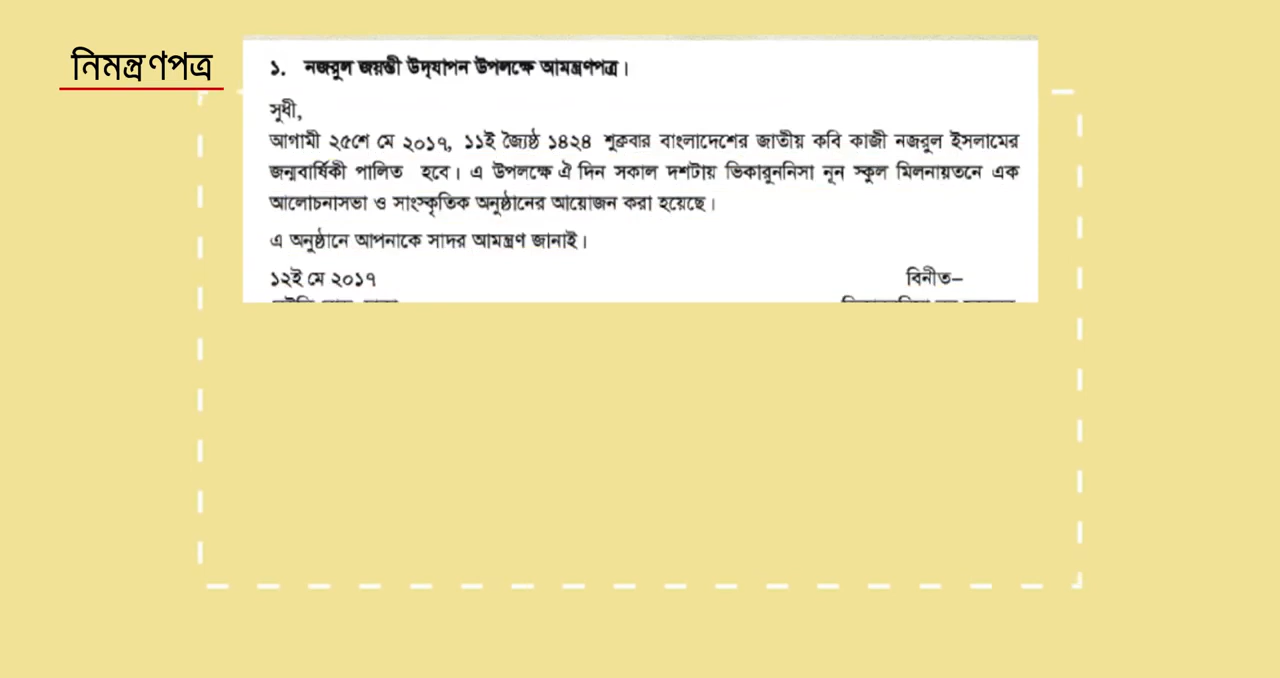 নিমন্ত্রণপত্র
১. নজরুল জয়ন্তী উদ্‌যাপন উপলক্ষে আমন্ত্রণপত্র।
সুধী,
আগামী ২৫শে মে ২০১৭, ১১ই জ্যৈষ্ঠ ১৪২৪ শুক্রবার বাংলাদেশের জাতীয় কবি কাজী নজরুল ইসলামের
জন্মবার্ষিকী পালিত হবে। এ উপলক্ষে ঐ দিন সকাল দশটায় ভিকারুননিসা নূন স্কুল মিলনায়তনে এক
আলোচনাসভা ও সাংস্কৃতিক অনুষ্ঠানের আয়োজন করা হয়েছে।
এ অনুষ্ঠানে আপনাকে সাদর আমন্ত্রণ জানাই।
১২ই মে ২০১৭ বিনীত–